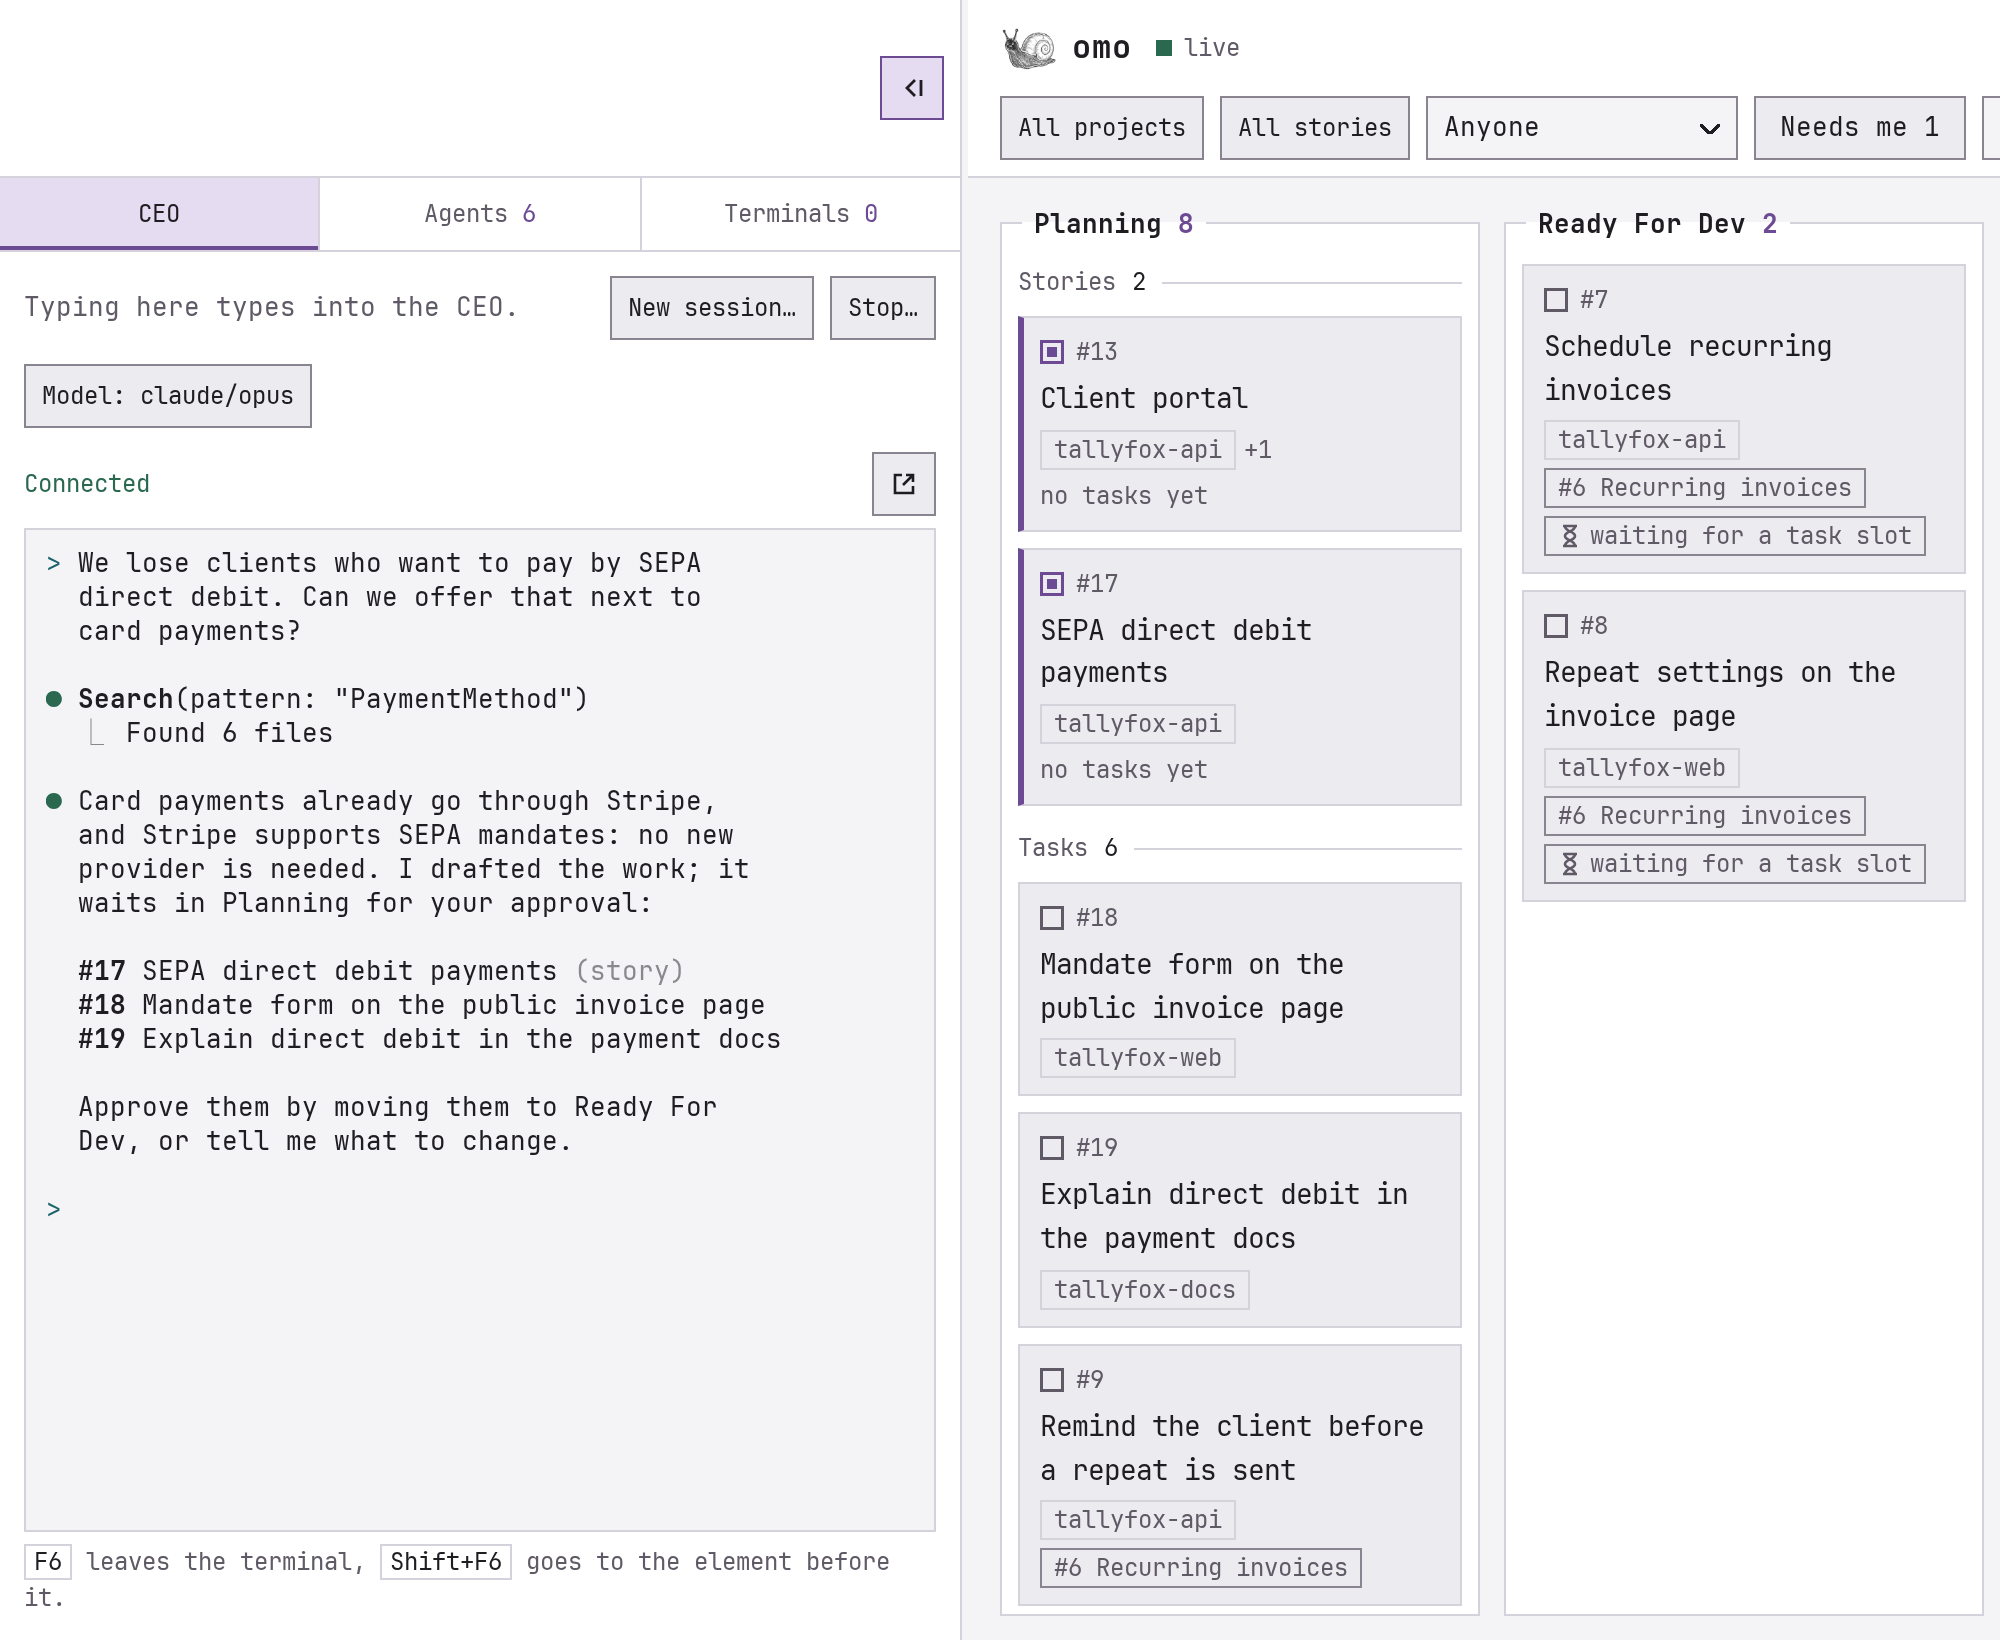 CEO
Agents 6
Terminals 0
Typing here types into the CEO.
New session…
Stop…
Model: claude/opus
Connected
> We lose clients who want to pay by SEPA
direct debit. Can we offer that next to
card payments?
Search(pattern: "PaymentMethod")
Found 6 files
Card payments already go through Stripe,
and Stripe supports SEPA mandates: no new
provider is needed. I drafted the work; it
waits in Planning for your approval:
#17 SEPA direct debit payments (story)
#18 Mandate form on the public invoice page
#19 Explain direct debit in the payment docs
Approve them by moving them to Ready For
Dev, or tell me what to change.
>
F6 leaves the terminal, Shift+F6 goes to the element before
it.
omo
live
All projects
All stories
Anyone
Needs me 1
Planning 8
Stories 2
#13
Client portal
tallyfox-api +1
no tasks yet
#17
SEPA direct debit
payments
tallyfox-api
no tasks yet
Tasks 6
#18
Mandate form on the
public invoice page
tallyfox-web
#19
Explain direct debit in
the payment docs
tallyfox-docs
#9
Remind the client before
a repeat is sent
tallyfox-api
#6 Recurring invoices
Ready For Dev 2
#7
Schedule recurring
invoices
tallyfox-api
#6 Recurring invoices
waiting for a task slot
#8
Repeat settings on the
invoice page
tallyfox-web
#6 Recurring invoices
waiting for a task slot